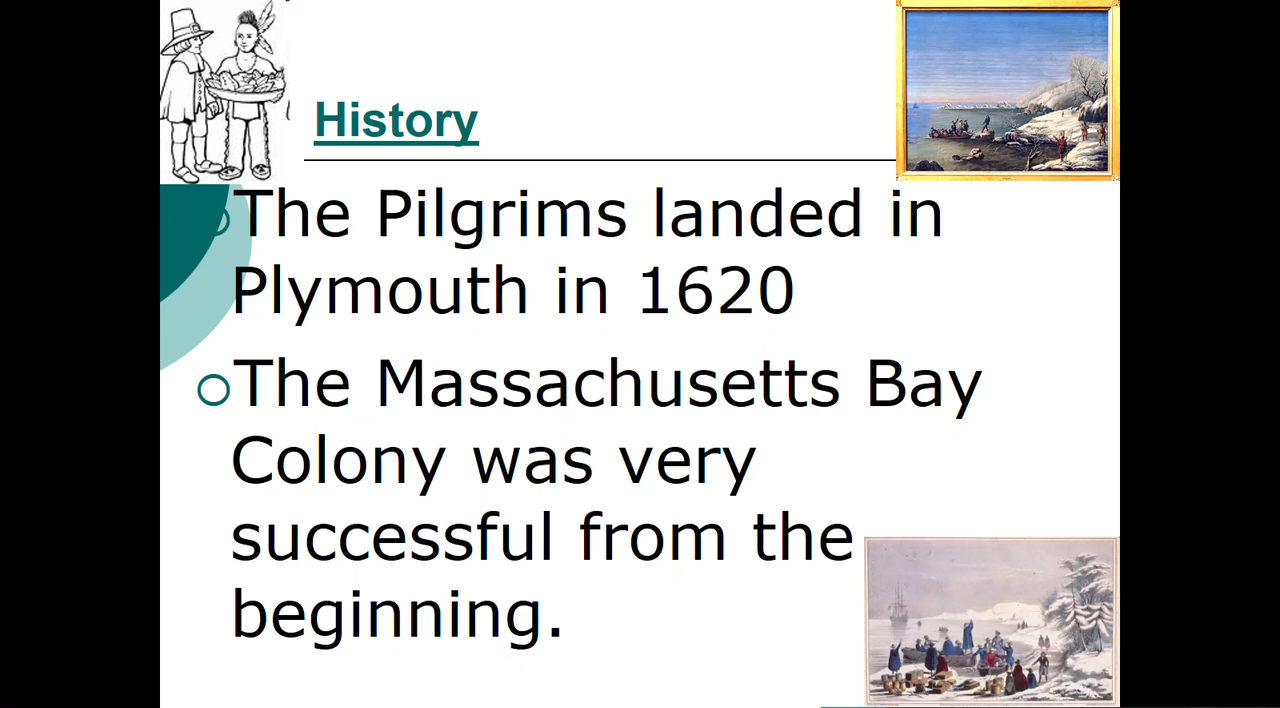 History
The Pilgrims landed in
Plymouth in 1620
The Massachusetts Bay
Colony was very
successful from the
beginning.